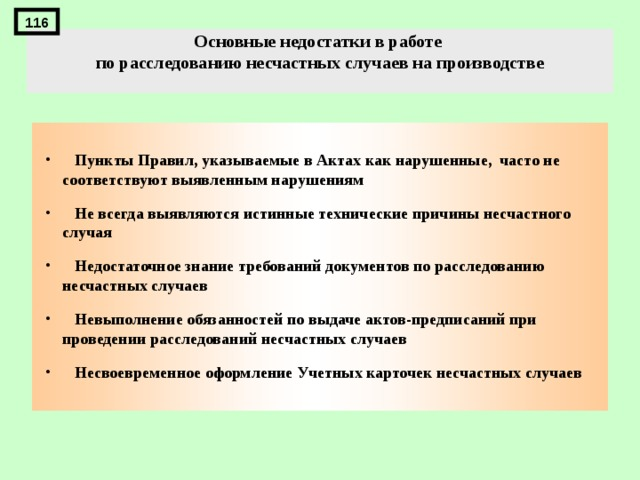 116
Основные недостатки в работе
по расследованию несчастных случаев на производстве
• Пункты Правил, указываемые в Актах как нарушенные, часто не
соответствуют выявленным нарушениям
• Не всегда выявляются истинные технические причины несчастного
случая
• Недостаточное знание требований документов по расследованию
несчастных случаев
• Невыполнение обязанностей по выдаче актов-предписаний при
проведении расследований несчастных случаев
• Несвоевременное оформление Учетных карточек несчастных случаев